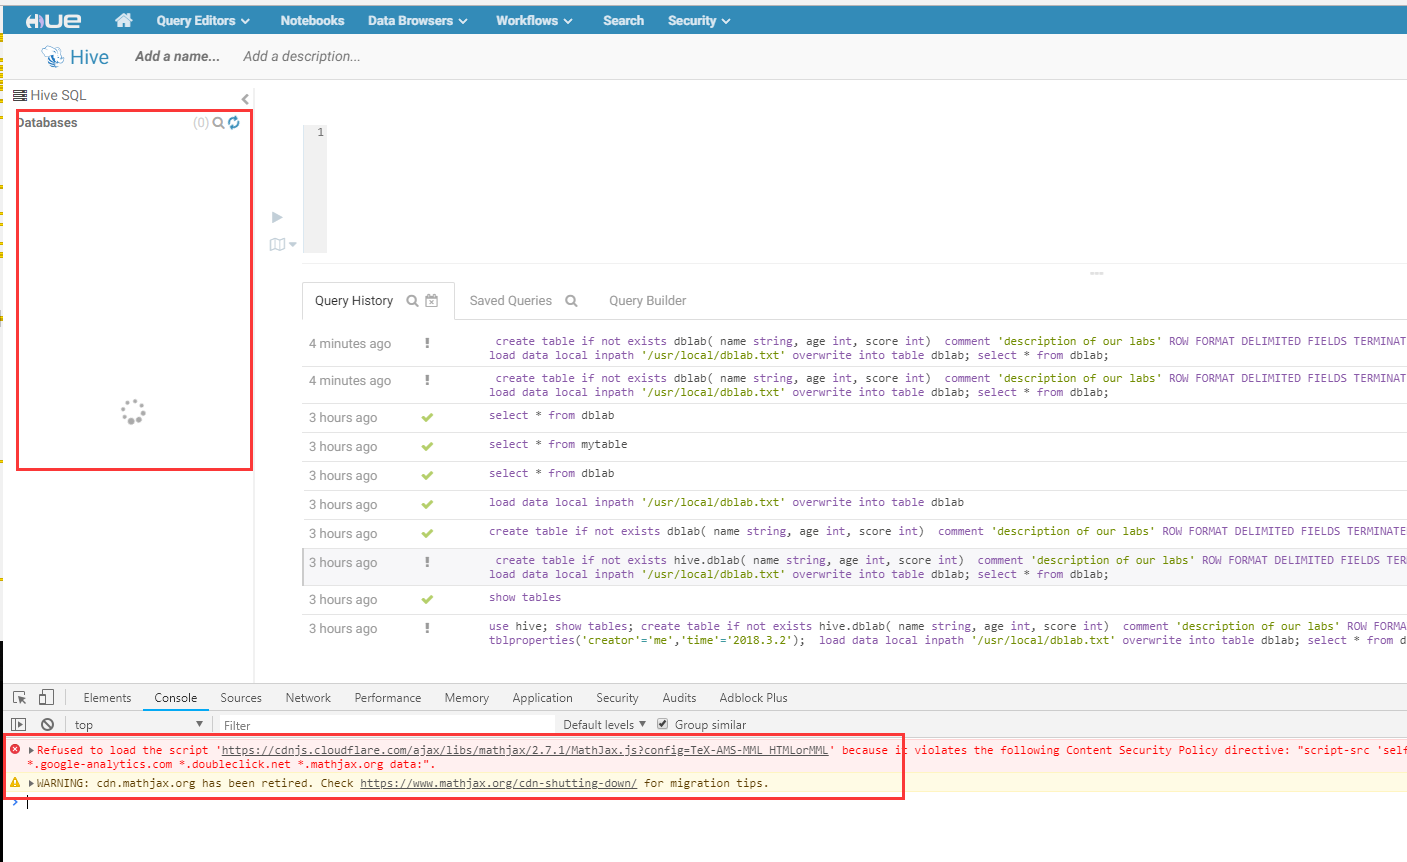 HUE Query Editors Notebooks Data Browsers Workflows Search Security
Hive Add a name... Add a description...
Hive SQL
Databases (0)
1
Query History Saved Queries Query Builder
4 minutes ago ! create table if not exists dblab( name string, age int, score int) comment 'description of our labs' ROW FORMAT DELIMITED FIELDS TERMINAT
load data local inpath '/usr/local/dblab.txt' overwrite into table dblab; select * from dblab;
4 minutes ago ! create table if not exists dblab( name string, age int, score int) comment 'description of our labs' ROW FORMAT DELIMITED FIELDS TERMINAT
load data local inpath '/usr/local/dblab.txt' overwrite into table dblab; select * from dblab;
3 hours ago select * from dblab
3 hours ago select * from mytable
3 hours ago select * from dblab
3 hours ago load data local inpath '/usr/local/dblab.txt' overwrite into table dblab
3 hours ago create table if not exists dblab( name string, age int, score int) comment 'description of our labs' ROW FORMAT DELIMITED FIELDS TERMINATE
3 hours ago ! create table if not exists hive.dblab( name string, age int, score int) comment 'description of our labs' ROW FORMAT DELIMITED FIELDS TER
load data local inpath '/usr/local/dblab.txt' overwrite into table dblab; select * from dblab;
3 hours ago show tables
3 hours ago ! use hive; show tables; create table if not exists hive.dblab( name string, age int, score int) comment 'description of our labs' ROW FORMA
tblproperties('creator'='me','time'='2018.3.2'); load data local inpath '/usr/local/dblab.txt' overwrite into table dblab; select * from d
Elements Console Sources Network Performance Memory Application Security Audits Adblock Plus
top Filter Default levels Group similar
Refused to load the script 'https://cdnjs.cloudflare.com/ajax/libs/mathjax/2.7.1/MathJax.js?config=TeX-AMS-MML_HTMLorMML' because it violates the following Content Security Policy directive: "script-src 'self
*.google-analytics.com *.doubleclick.net *.mathjax.org data:".
WARNING: cdn.mathjax.org has been retired. Check https://www.mathjax.org/cdn-shutting-down/ for migration tips.